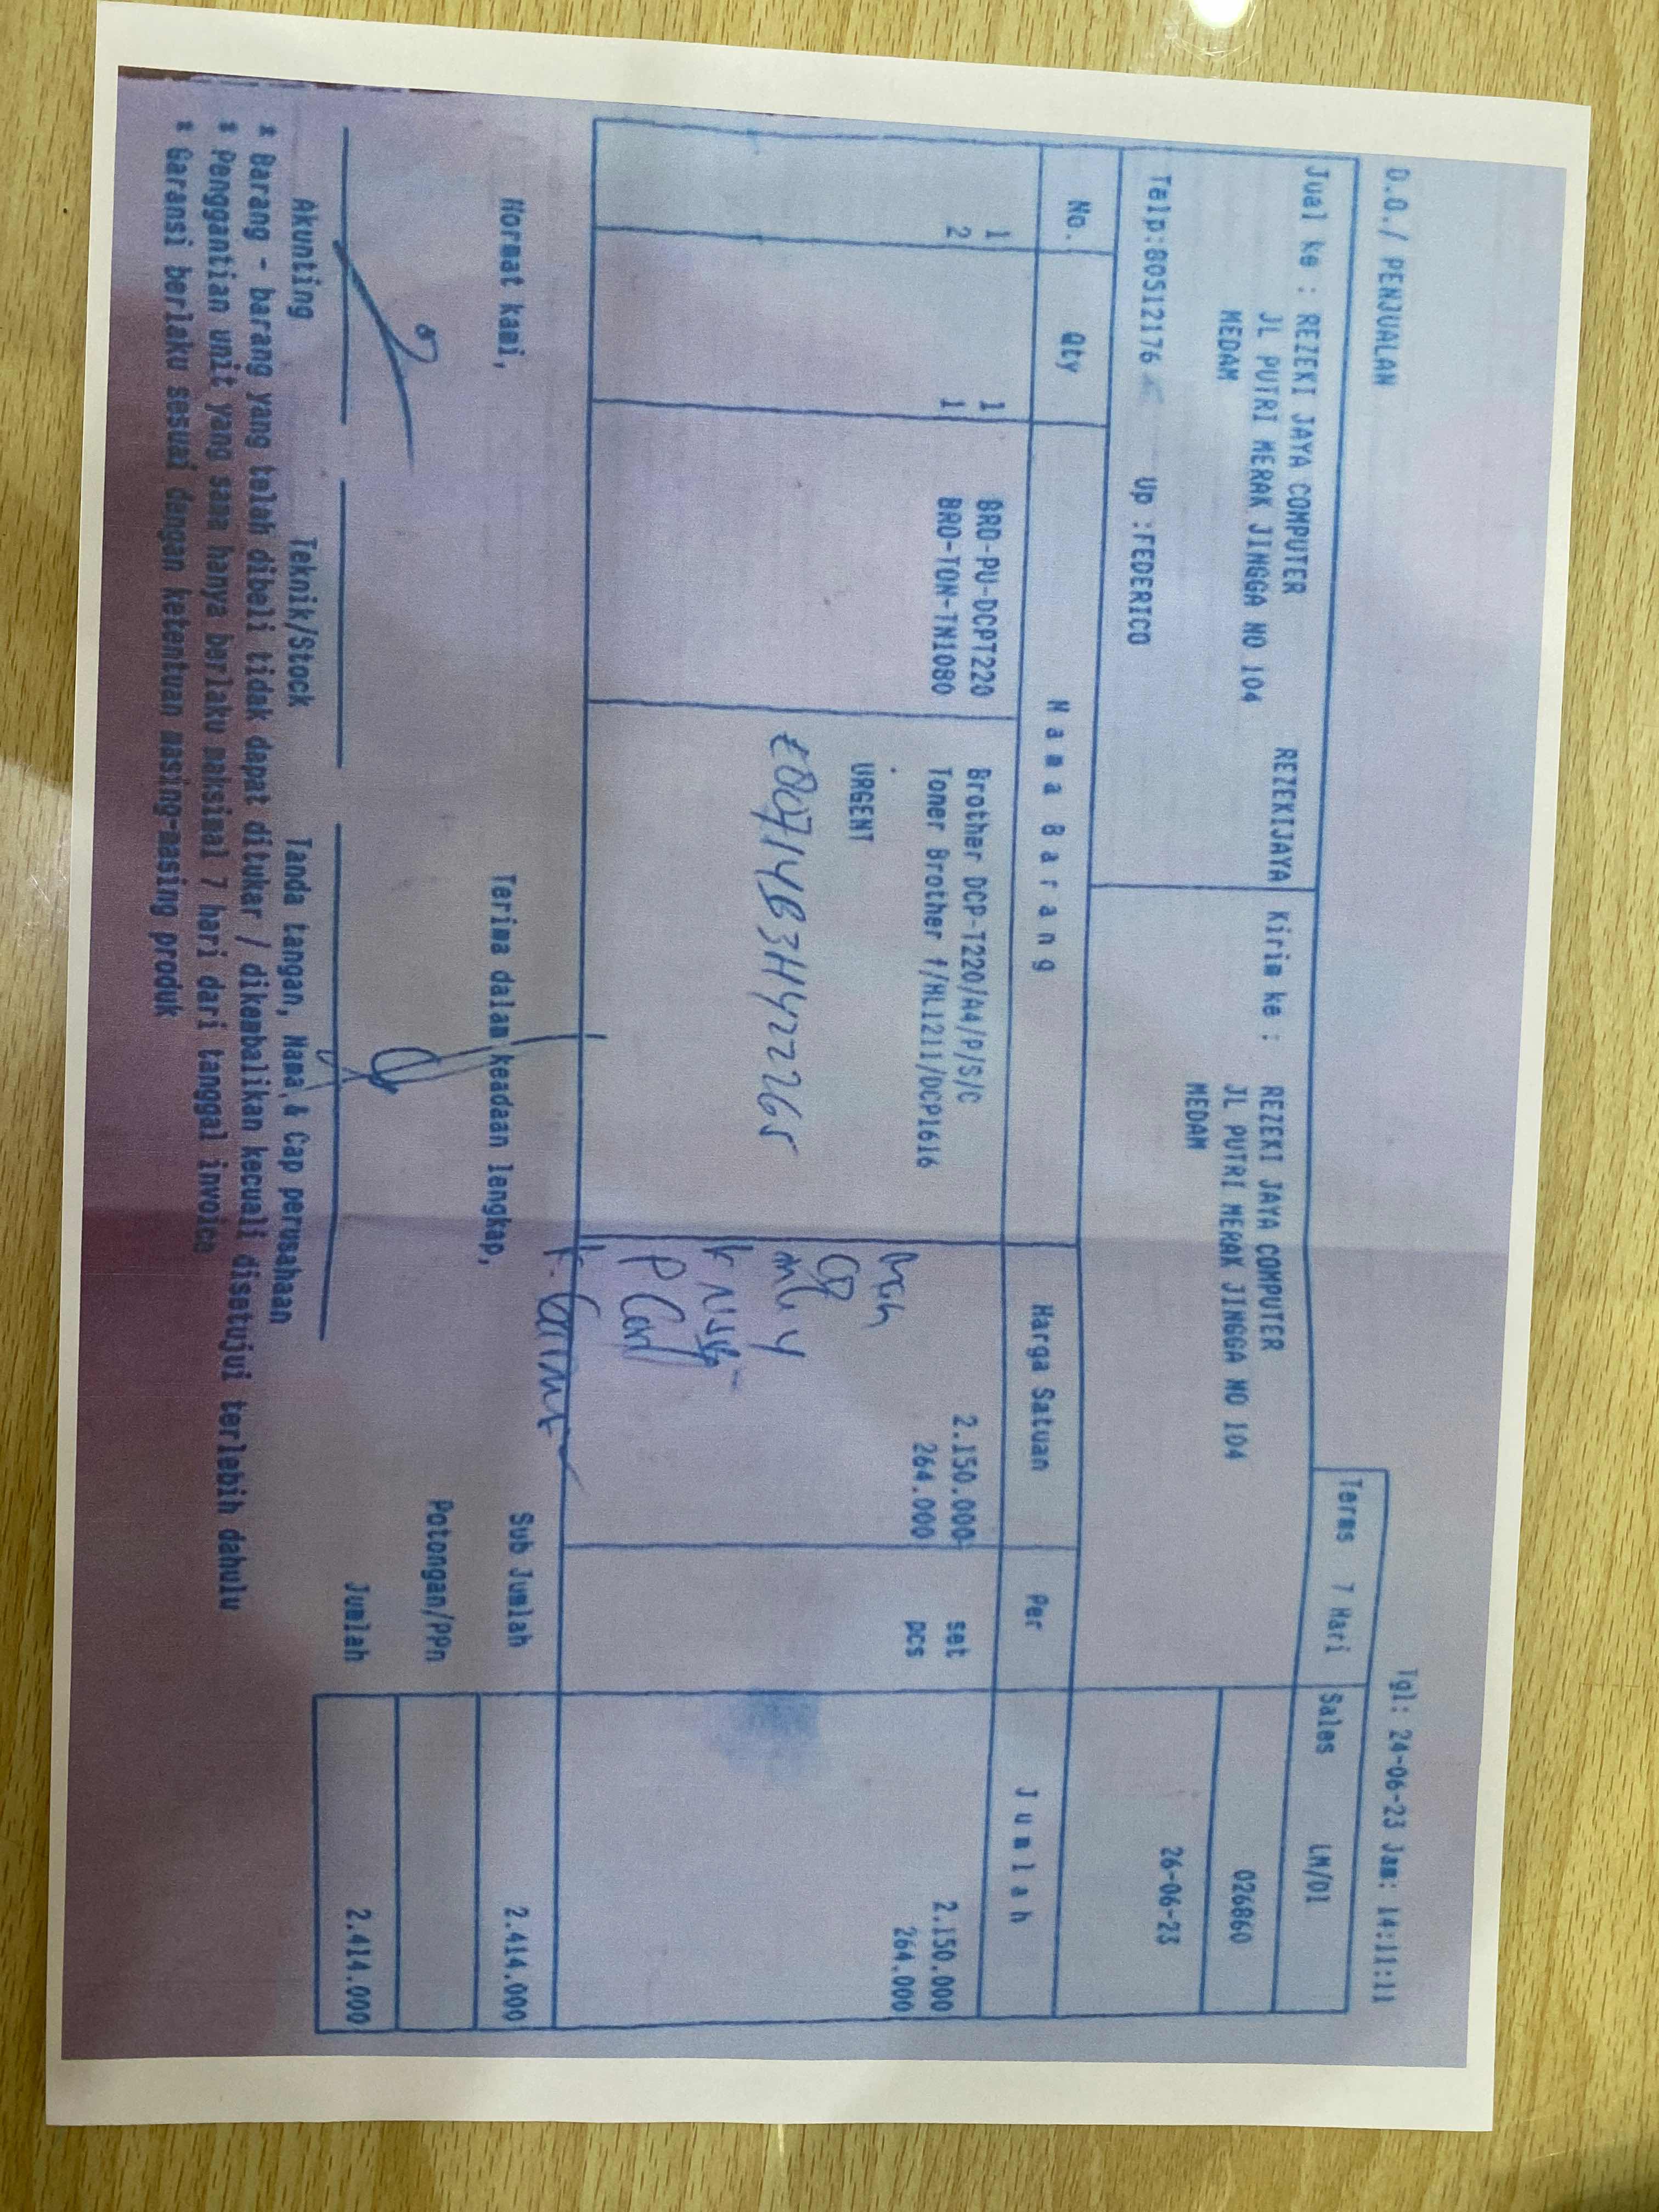 D.O./ PENJUALAN
Tgl: 24-06-23 Jam: 14:11:11
Terms 7 Hari Sales LM/01
Jual ke : REZEKI JAYA COMPUTER REZEKIJAYA
JL PUTRI MERAK JINGGA NO 104
MEDAN
Telp:80512176 Up :FEDERICO
Kirim ke : REZEKI JAYA COMPUTER
JL PUTRI MERAK JINGGA NO 104
MEDAN
026860
26-06-23
No. Qty Nama Barang Harga Satuan Per Jumlah
1 1 BRO-PU-DCPT220 Brother DCP-T220/A4/P/S/C 2.150.000 set 2.150.000
2 1 BRO-TON-TN1080 Toner Brother f/HL1211/DCP1616 264.000 pcs 264.000
URGENT
Sub Jumlah 2.414.000
Potongan/PPn
Jumlah 2.414.000
Hormat kami, Terima dalam keadaan lengkap,
Akunting Teknik/Stock Tanda tangan, Nama & Cap perusahaan
* Barang - barang yang telah dibeli tidak dapat ditukar / dikembalikan kecuali disetujui terlebih dahulu
* Penggantian unit yang sama hanya berlaku maksimal 7 hari dari tanggal invoice
* Garansi berlaku sesuai dengan ketentuan masing-masing produk